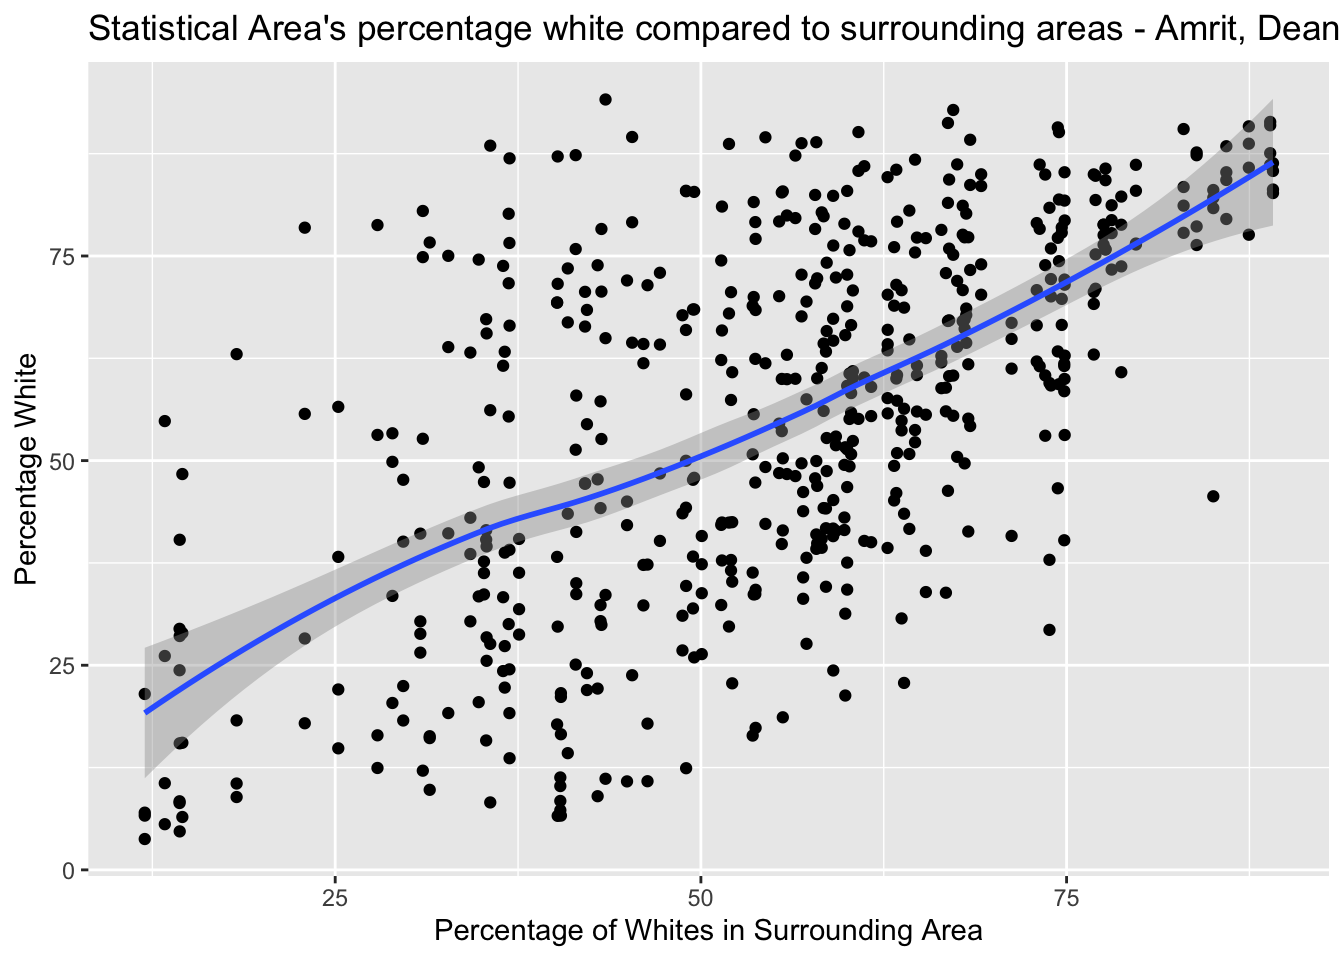 Statistical Area's percentage white compared to surrounding areas - Amrit, Dean
Percentage White
75
50
25
0
25
50
75
Percentage of Whites in Surrounding Area